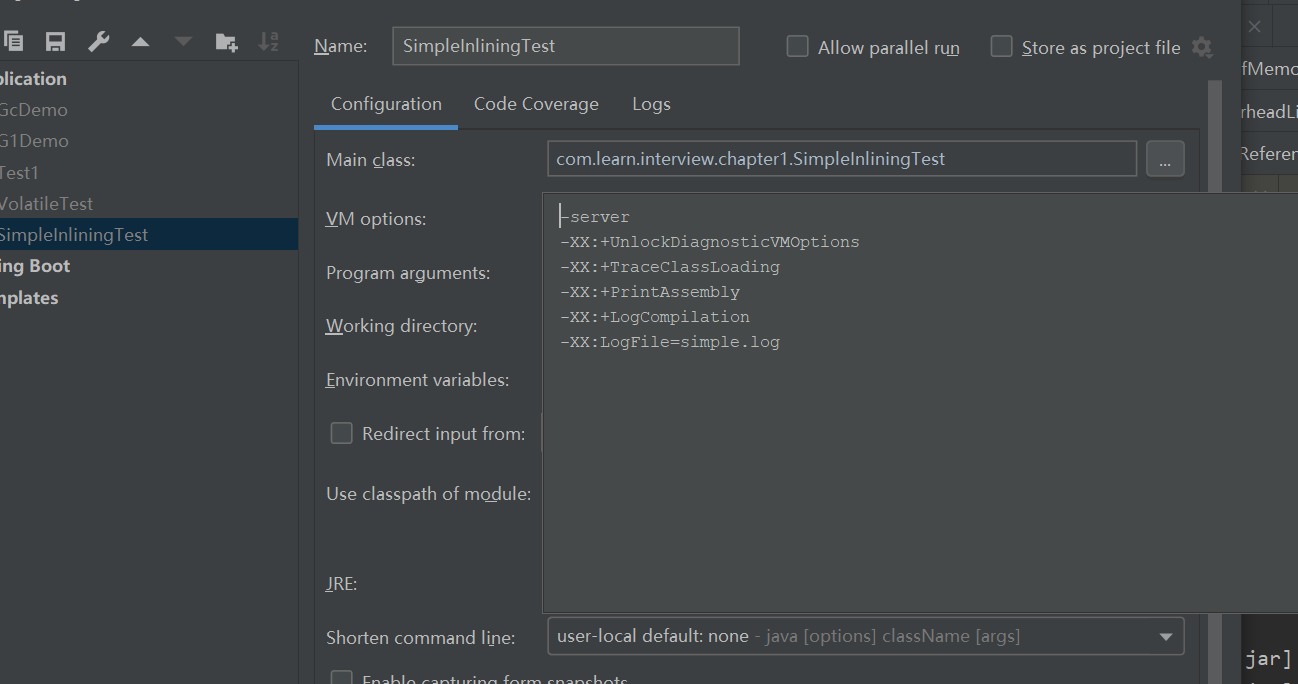 Name: SimpleInliningTest Allow parallel run Store as project file
plication
GcDemo
G1Demo
Test1
VolatileTest
SimpleInliningTest
ing Boot
mplates
Configuration Code Coverage Logs
Main class: com.learn.interview.chapter1.SimpleInliningTest ...
VM options:
-server
-XX:+UnlockDiagnosticVMOptions
-XX:+TraceClassLoading
-XX:+PrintAssembly
-XX:+LogCompilation
-XX:LogFile=simple.log
Program arguments:
Working directory:
Environment variables:
Redirect input from:
Use classpath of module:
JRE:
Shorten command line: user-local default: none - java [options] className [args]
Enable capturing form snapshots
fMemo
rheadLi
Referen
jar]